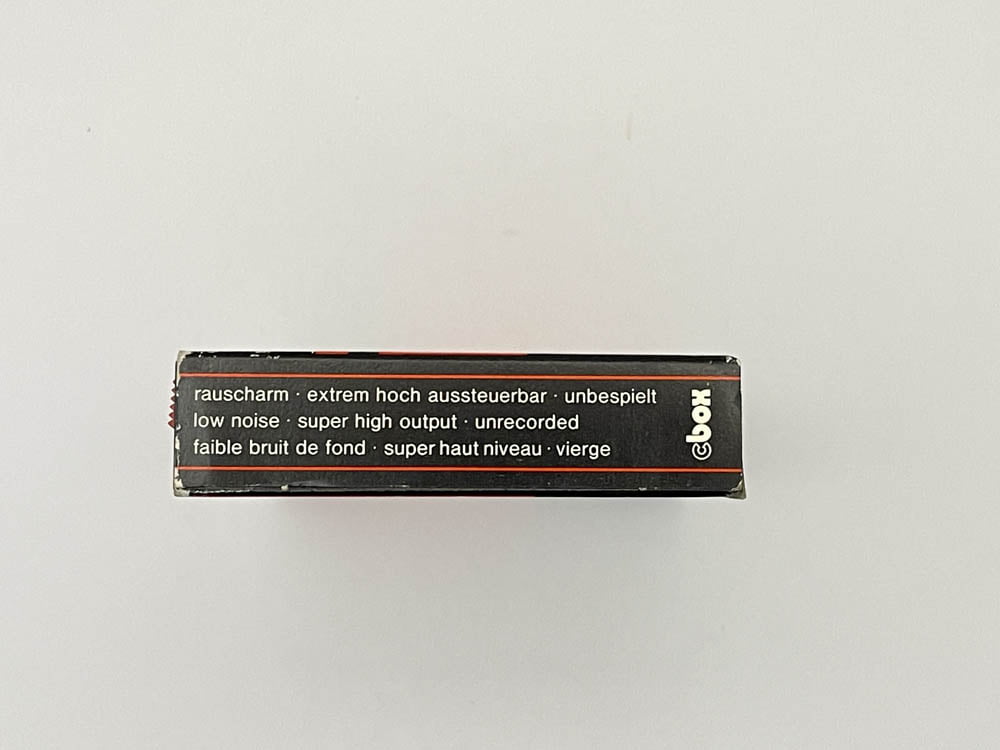 rauscharm · extrem hoch aussteuerbar · unbespielt
low noise · super high output · unrecorded
faible bruit de fond · super haut niveau · vierge
cbox